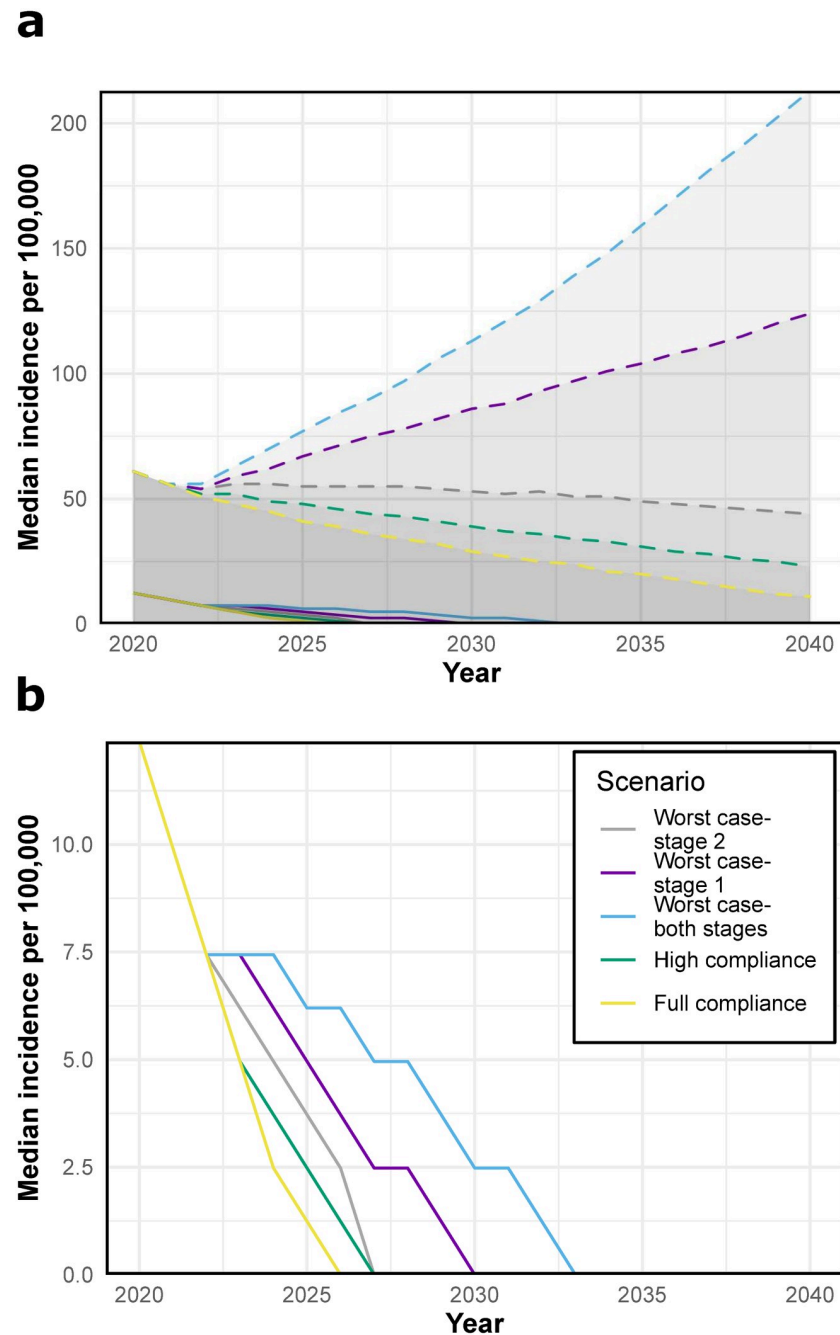 a
Median incidence per 100,000
200
150
100
50
0
2020
2025
2030
2035
2040
Year
b
Median incidence per 100,000
10.0
7.5
5.0
2.5
0.0
Scenario
Worst case-
stage 2
Worst case-
stage 1
Worst case-
both stages
High compliance
Full compliance
2020
2025
2030
2035
2040
Year